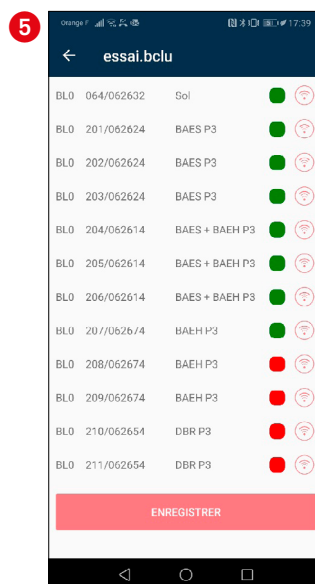 5
Orange F 17:39
essai.bclu
BL0 064/062632 Sol
BL0 201/062624 BAES P3
BL0 202/062624 BAES P3
BL0 203/062624 BAES P3
BL0 204/062614 BAES + BAEH P3
BL0 205/062614 BAES + BAEH P3
BL0 206/062614 BAES + BAEH P3
BL0 207/062674 BAEH P3
BL0 208/062674 BAEH P3
BL0 209/062674 BAEH P3
BL0 210/062654 DBR P3
BL0 211/062654 DBR P3
ENREGISTRER